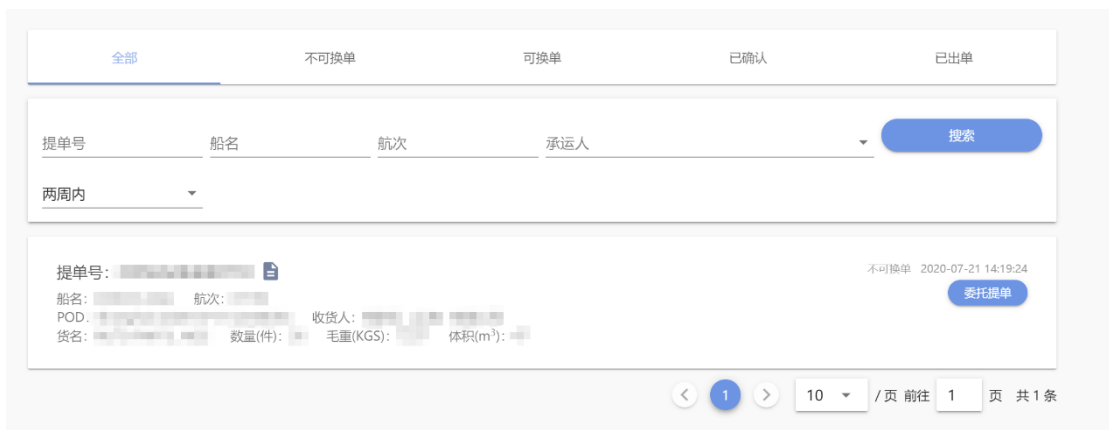 全部 不可换单 可换单 已确认 已出单
提单号 船名 航次 承运人 搜索
两周内
提单号: 不可换单 2020-07-21 14:19:24
船名: 航次: 委托提单
POD. 收货人:
货名: 数量(件): 毛重(KGS): 体积(m³):
1 10 /页 前往 1 页 共1条